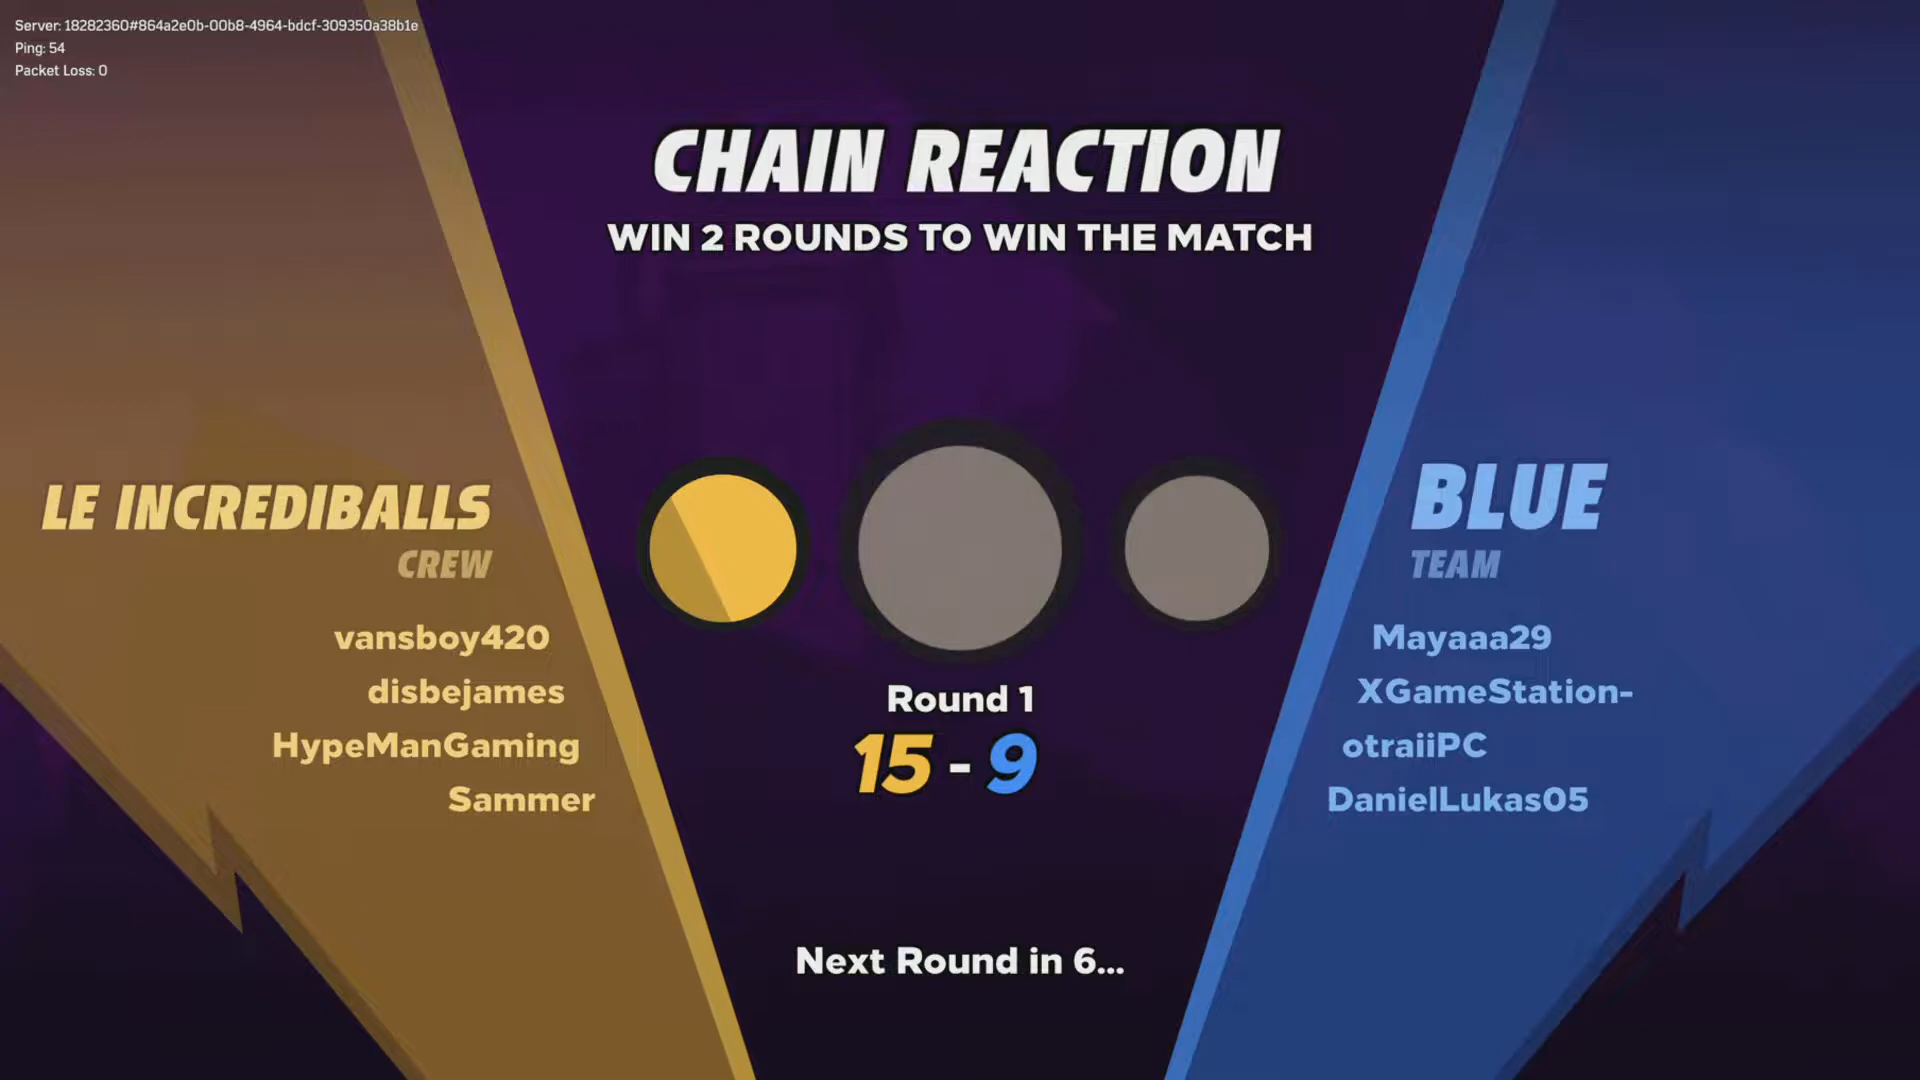 Server: 18282360#864a2e0b-00b8-4964-bdcf-309350a38b1e
Ping: 54
Packet Loss: 0
CHAIN REACTION
WIN 2 ROUNDS TO WIN THE MATCH
LE INCREDIBALLS
CREW
vansboy420
disbejames
HypeManGaming
Sammer
Round 1
15 - 9
BLUE
TEAM
Mayaaa29
XGameStation-
otraiiPC
DanielLukas05
Next Round in 6...